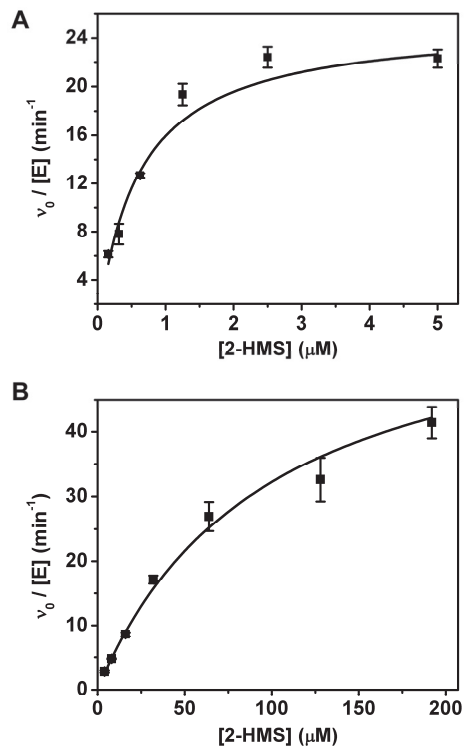 A
24
20
16
12
8
4
ν₀ / [E] (min⁻¹)
0 1 2 3 4 5
[2-HMS] (μM)
B
40
30
20
10
0
ν₀ / [E] (min⁻¹)
0 50 100 150 200
[2-HMS] (μM)